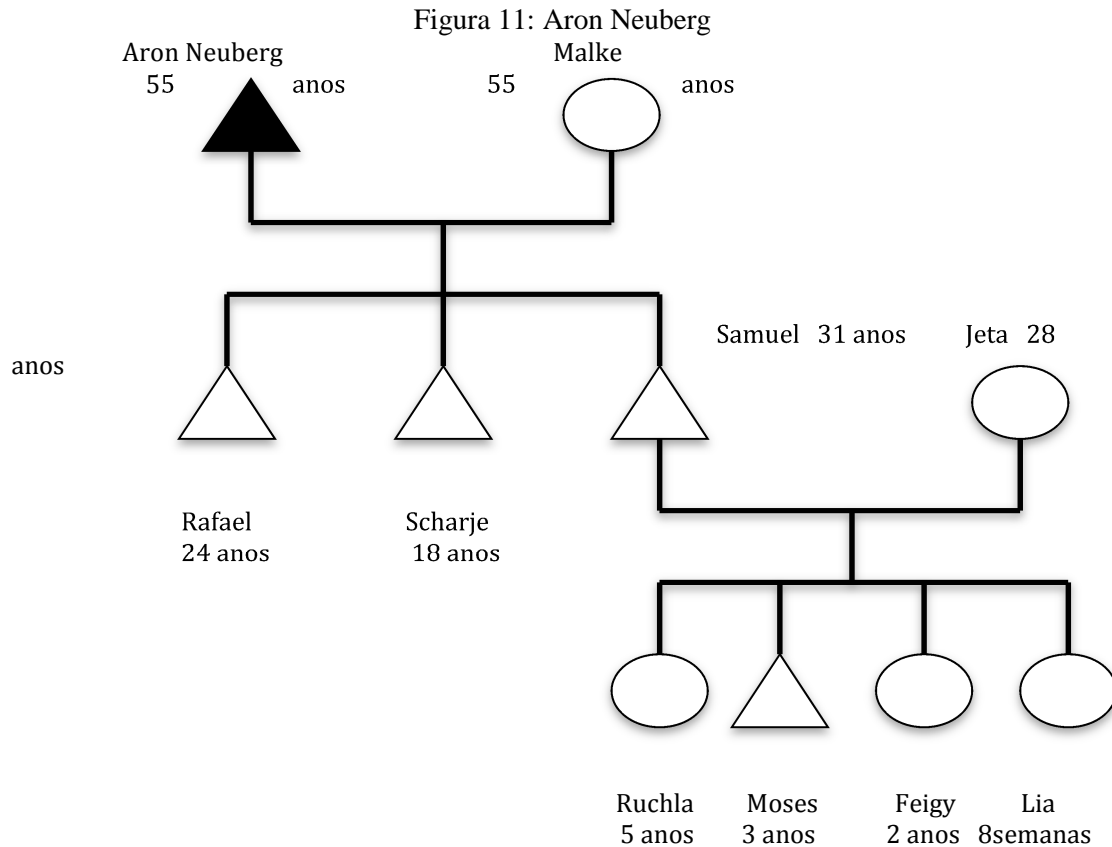 Figura 11: Aron Neuberg
Aron Neuberg Malke
55 anos 55 anos
Samuel 31 anos Jeta 28
anos
Rafael Scharje
24 anos 18 anos
Ruchla Moses Feigy Lia
5 anos 3 anos 2 anos 8semanas